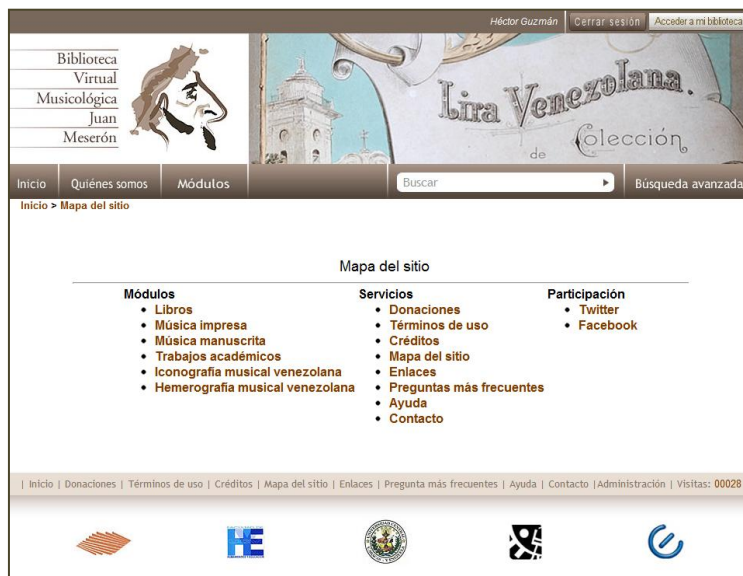 Héctor Guzmán Cerrar sesión Acceder a mi biblioteca
Biblioteca
Virtual
Musicológica
Juan
Meserón
Lira Venezolana.
de Colección
Inicio Quiénes somos Módulos Buscar Búsqueda avanzada
Inicio > Mapa del sitio
Mapa del sitio
Módulos
Libros
Música impresa
Música manuscrita
Trabajos académicos
Iconografía musical venezolana
Hemerografía musical venezolana
Servicios
Donaciones
Términos de uso
Créditos
Mapa del sitio
Enlaces
Preguntas más frecuentes
Ayuda
Contacto
Participación
Twitter
Facebook
| Inicio | Donaciones | Términos de uso | Créditos | Mapa del sitio | Enlaces | Pregunta más frecuentes | Ayuda | Contacto |Administración | Visitas: 00028
HE